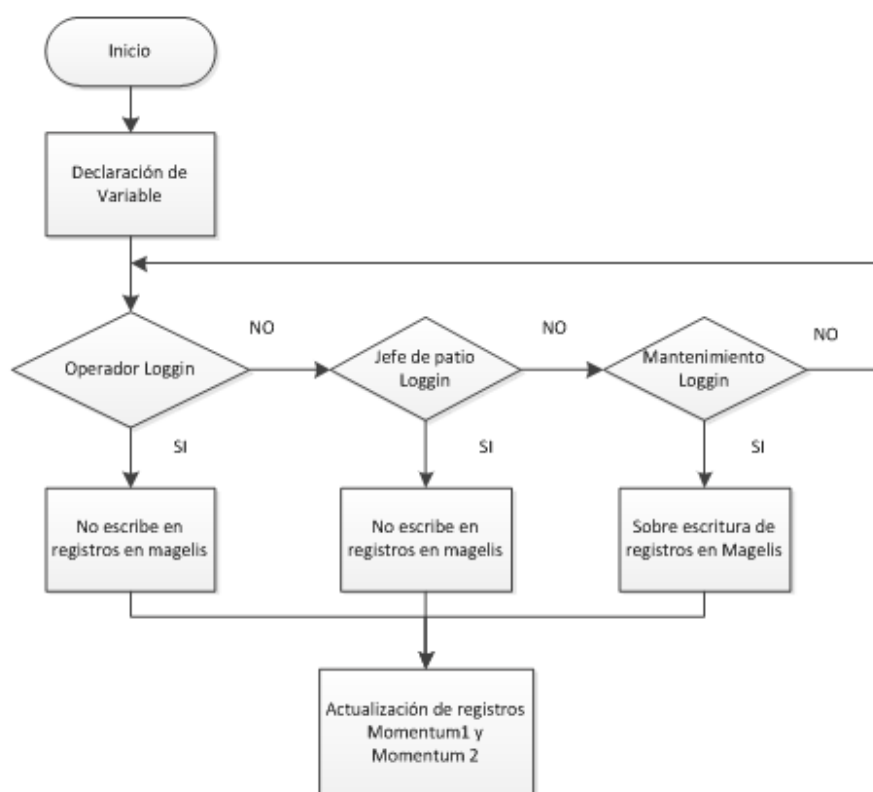 Inicio
Declaración de
Variable
NO
NO
NO
Operador Loggin
Jefe de patio
Loggin
Mantenimiento
Loggin
SI
SI
SI
No escribe en
registros en magelis
No escribe en
registros en magelis
Sobre escritura de
registros en Magelis
Actualización de registros
Momentum1 y
Momentum 2